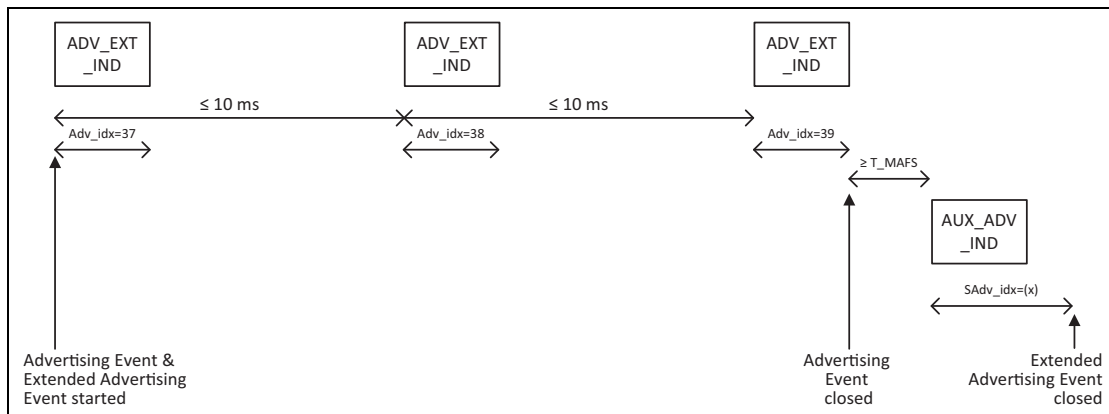 ADV_EXT
_IND
ADV_EXT
_IND
ADV_EXT
_IND
≤ 10 ms
≤ 10 ms
Adv_idx=37
Adv_idx=38
Adv_idx=39
≥ T_MAFS
AUX_ADV
_IND
SAdv_idx=(x)
Advertising Event &
Extended Advertising
Event started
Advertising
Event
closed
Extended
Advertising Event
closed